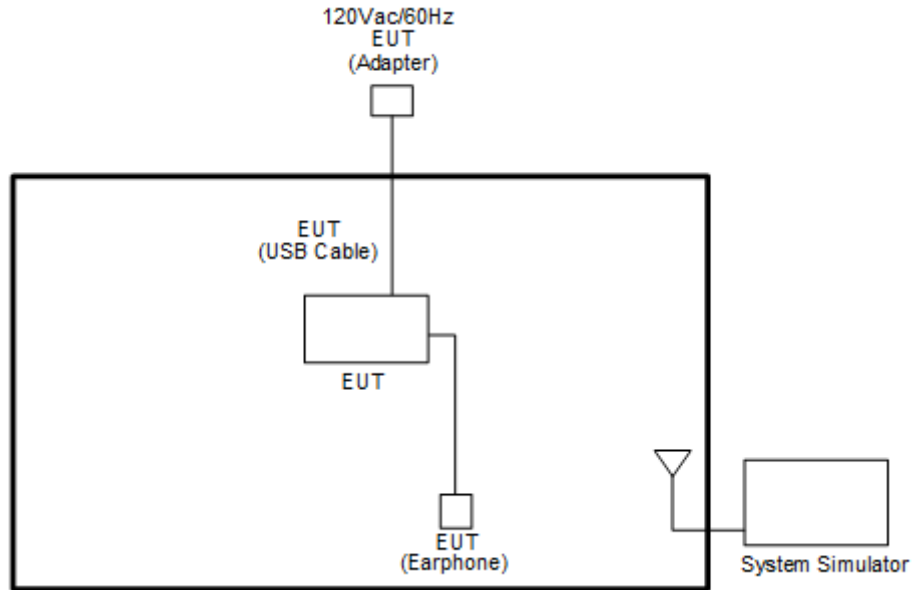 120Vac/60Hz
EUT
(Adapter)
EUT
(USB Cable)
EUT
EUT
(Earphone)
System Simulator